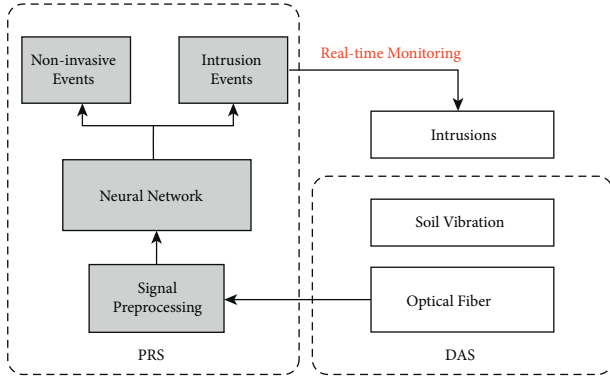 Non-invasive
Events
Intrusion
Events
Real-time Monitoring
Intrusions
Neural Network
Soil Vibration
Signal
Preprocessing
Optical Fiber
PRS
DAS